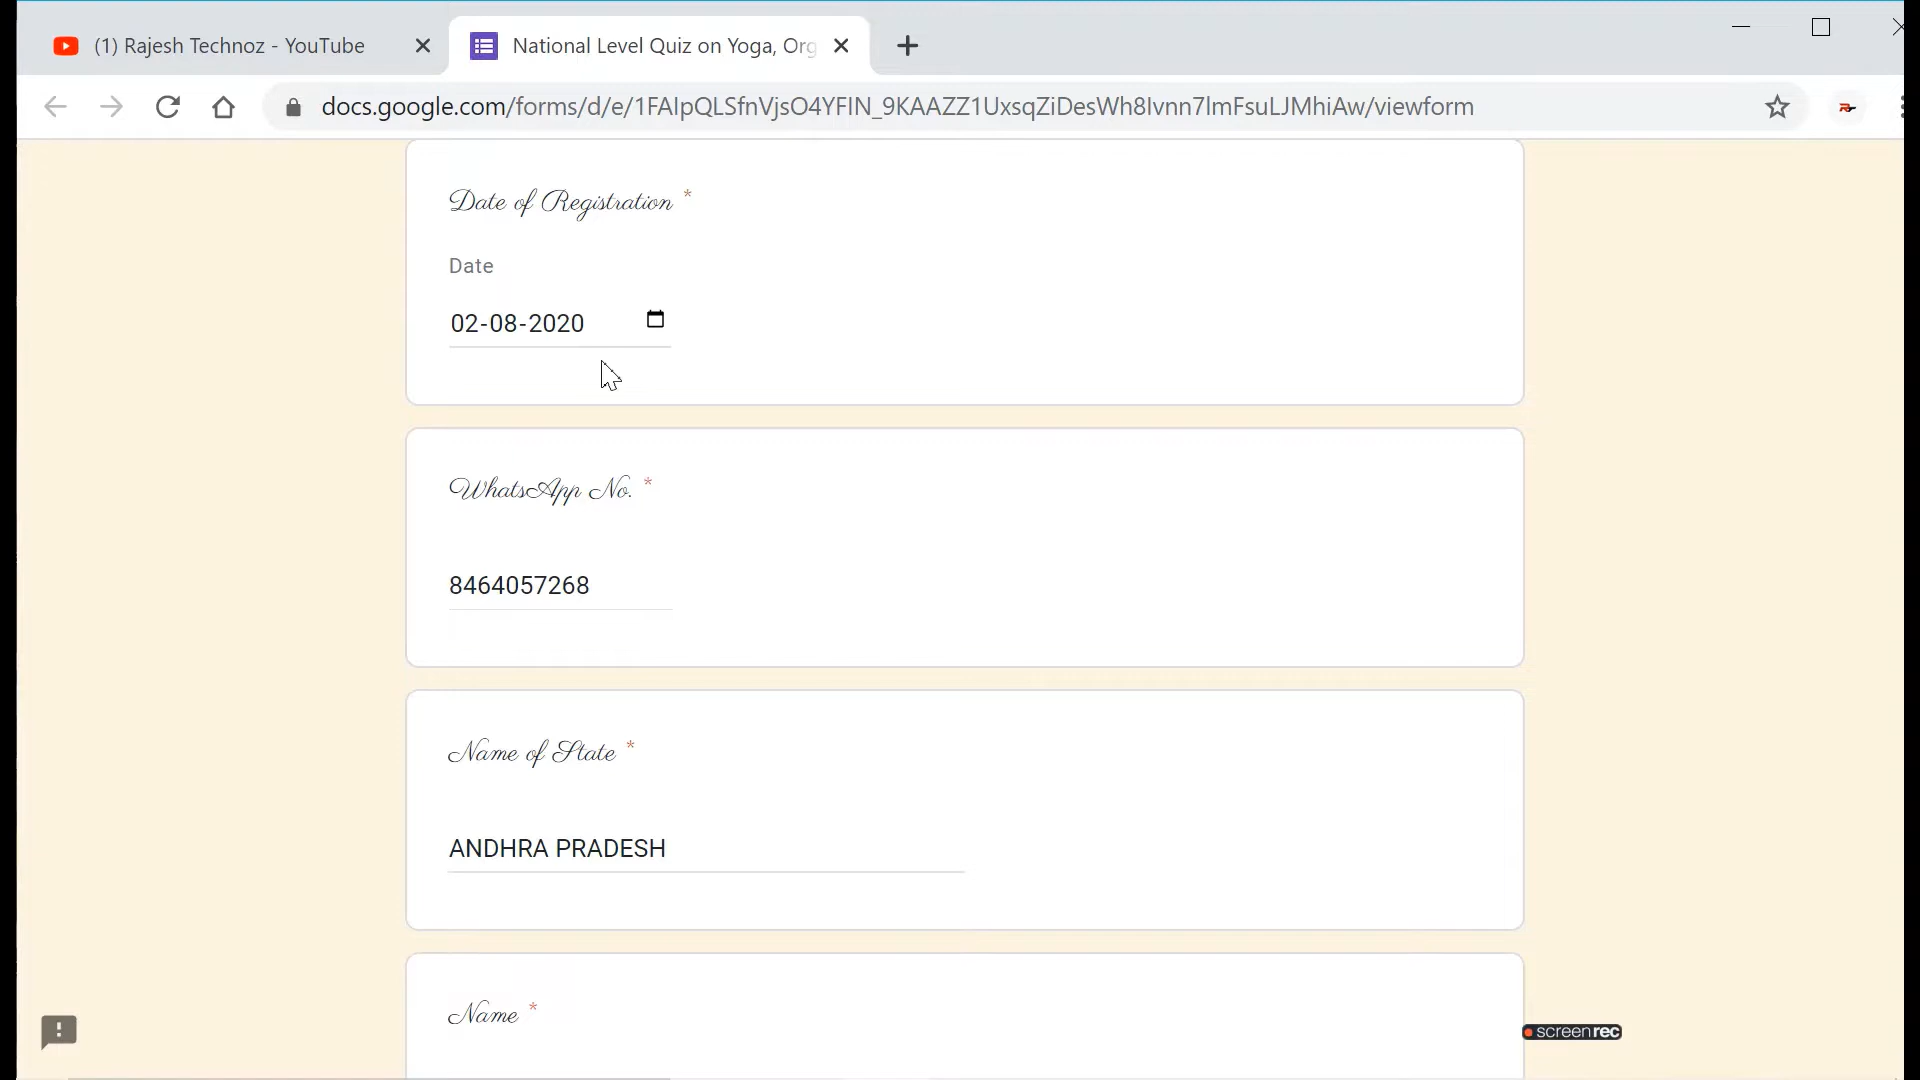 (1) Rajesh Technoz - YouTube
National Level Quiz on Yoga, Org
docs.google.com/forms/d/e/1FAIpQLSfnVjsO4YFIN_9KAAZZ1UxsqZiDesWh8Ivnn7lmFsuLJMhiAw/viewform
Date of Registration *
Date
02-08-2020
WhatsApp No. *
8464057268
Name of State *
ANDHRA PRADESH
Name *
screenrec